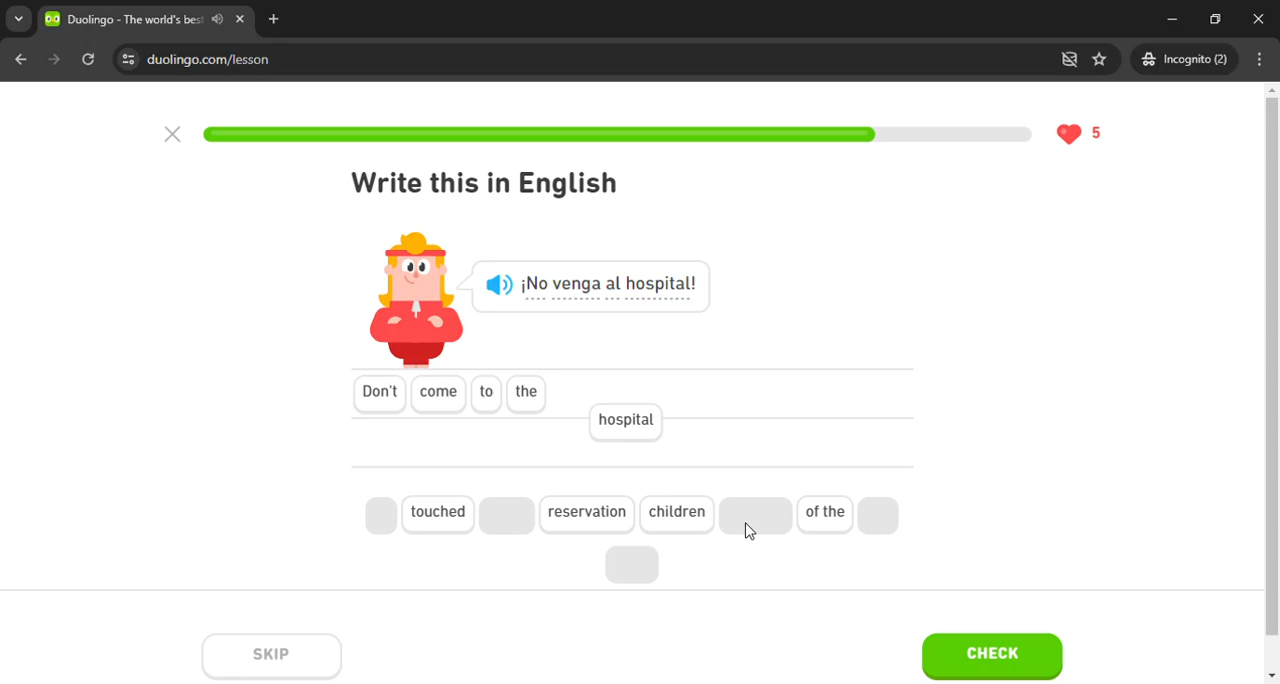 Duolingo - The world's bes
duolingo.com/lesson
Incognito (2)
5
Write this in English
¡No venga al hospital!
Don't come to the
hospital
touched reservation children of the
SKIP
CHECK